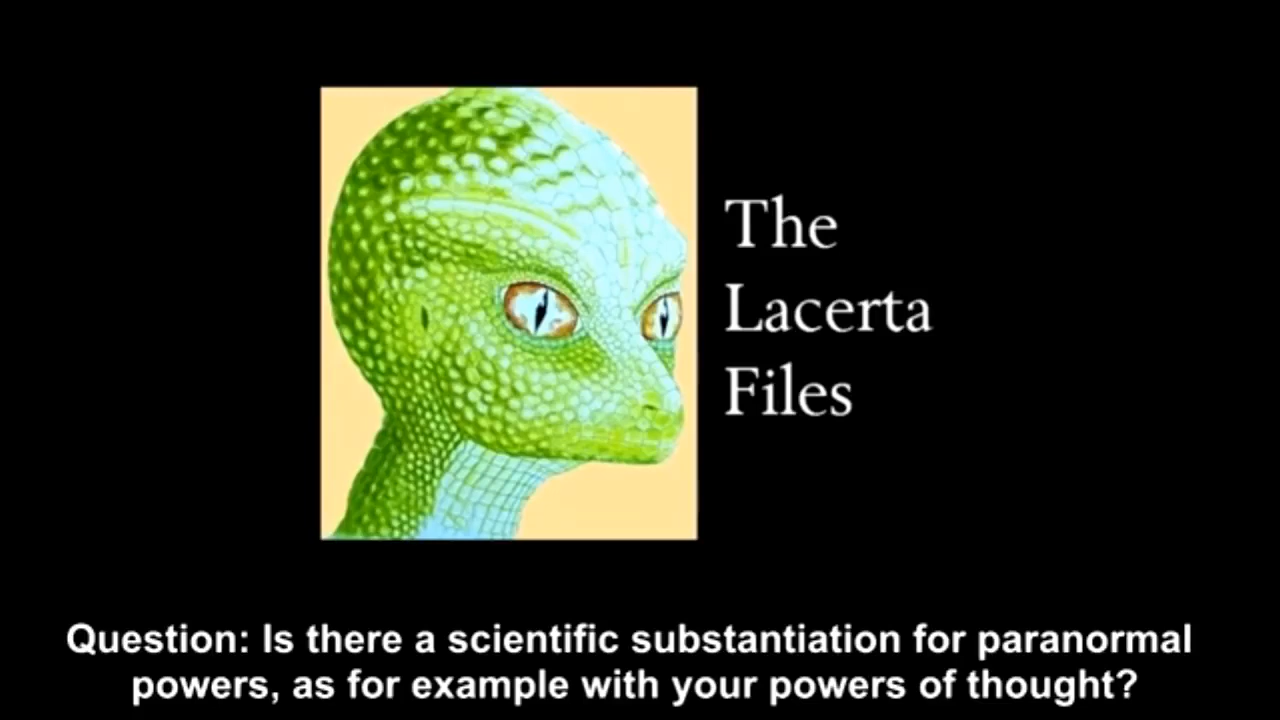 The
Lacerta
Files
Question: Is there a scientific substantiation for paranormal
powers, as for example with your powers of thought?